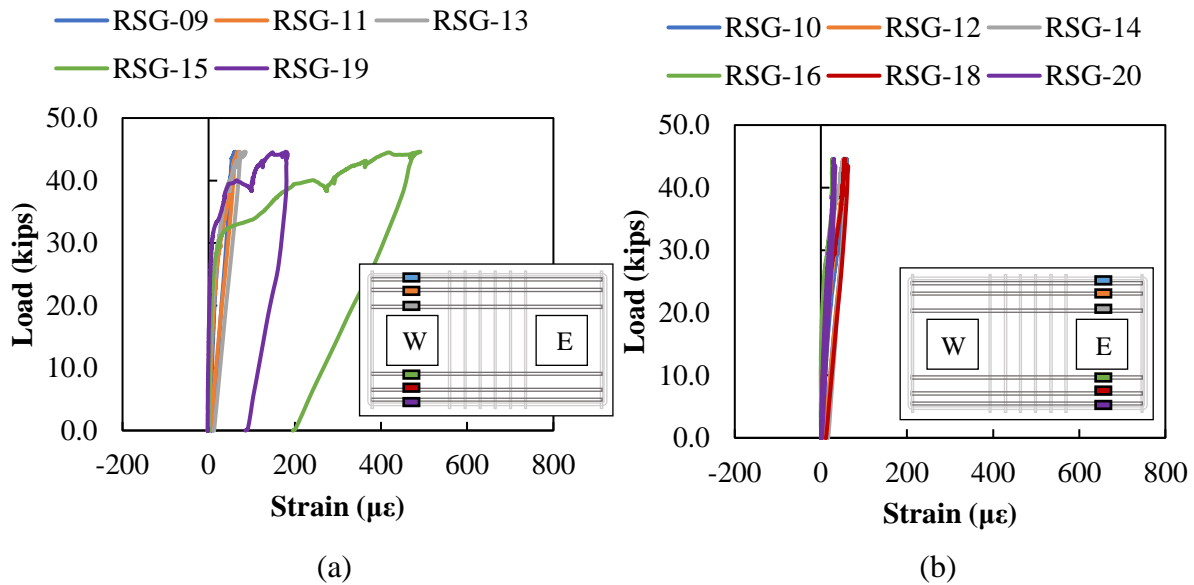 RSG-09 RSG-11 RSG-13
RSG-15 RSG-19
50.0
40.0
30.0
20.0
10.0
0.0
Load (kips)
W E
-200 0 200 400 600 800
Strain (με)
(a)
RSG-10 RSG-12 RSG-14
RSG-16 RSG-18 RSG-20
50.0
40.0
30.0
20.0
10.0
0.0
Load (kips)
W E
-200 0 200 400 600 800
Strain (με)
(b)